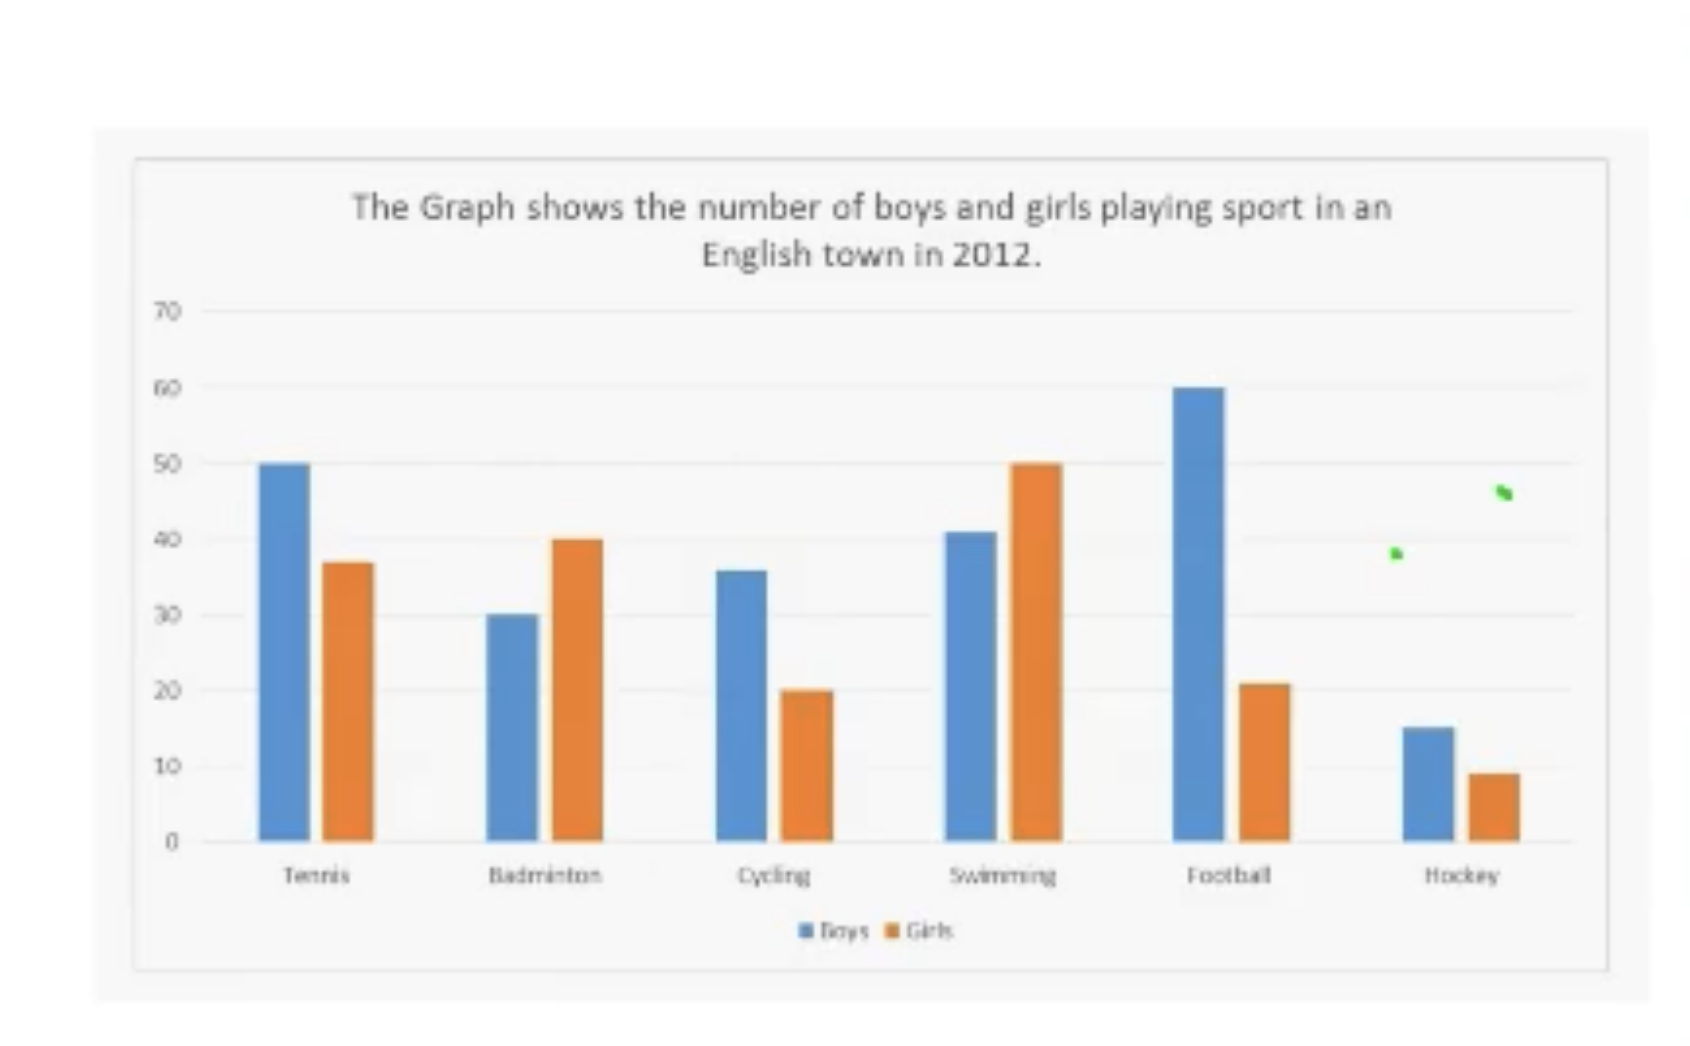 The Graph shows the number of boys and girls playing sport in an
English town in 2012.
70
60
50
40
30
20
10
0
Tennis Badminton Cycling Swimming Football Hockey
Boys Girls